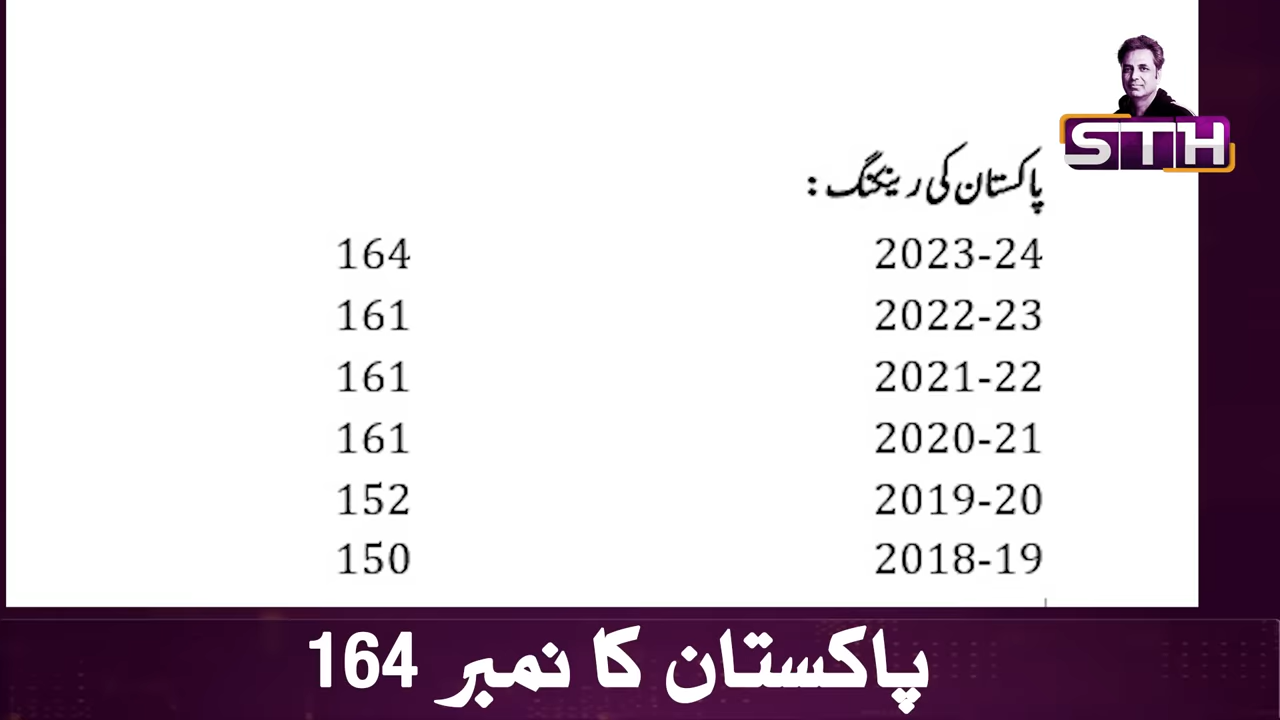 STH
پاکستان کی رینکنگ :
2023-24 164
2022-23 161
2021-22 161
2020-21 161
2019-20 152
2018-19 150
پاکستان کا نمبر 164